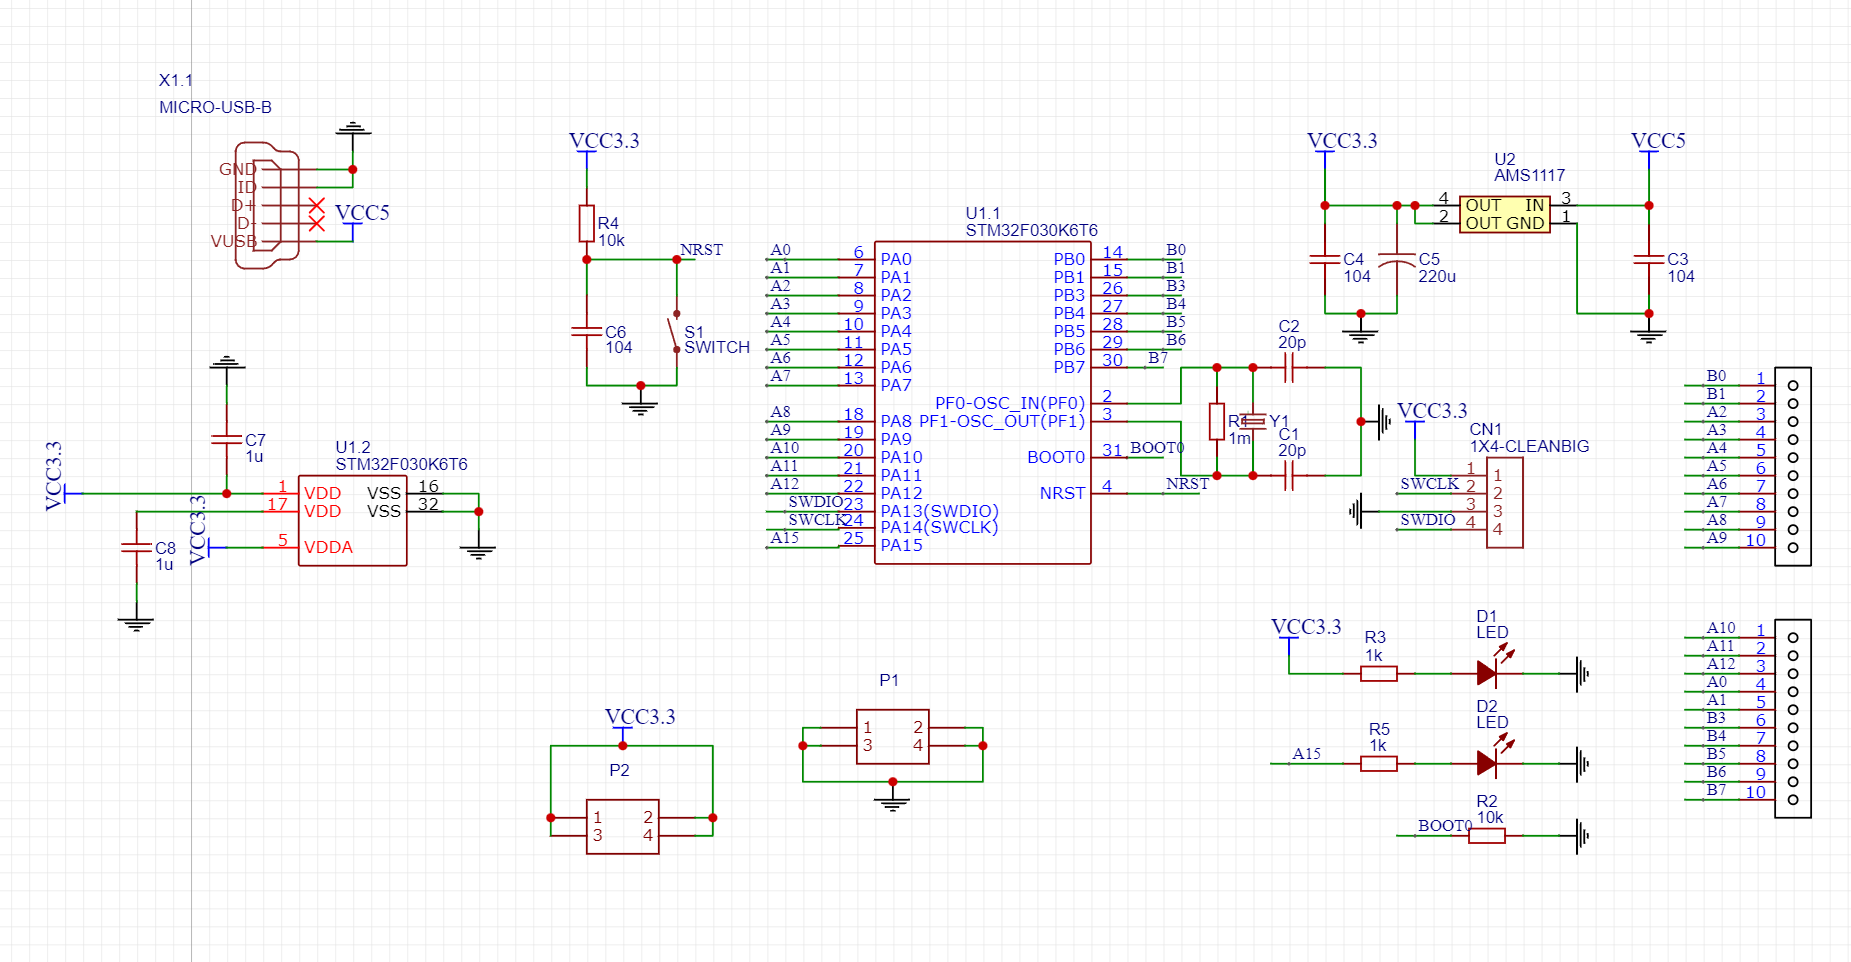 X1.1
MICRO-USB-B
GND
ID
D+
D-
VUSB
VCC5
VCC3.3
R4
10k
NRST
C6
104
S1
SWITCH
U1.1
STM32F030K6T6
A0 6 PA0
A1 7 PA1
A2 8 PA2
A3 9 PA3
A4 10 PA4
A5 11 PA5
A6 12 PA6
A7 13 PA7
A8 18 PA8
A9 19 PA9
A10 20 PA10
A11 21 PA11
A12 22 PA12
SWDIO 23 PA13(SWDIO)
SWCLK 24 PA14(SWCLK)
A15 25 PA15
PB0 14 B0
PB1 15 B1
PB3 26 B3
PB4 27 B4
PB5 28 B5
PB6 29 B6
PB7 30 B7
PF0-OSC_IN(PF0) 2
PF1-OSC_OUT(PF1) 3
BOOT0 31 BOOT0
NRST 4 NRST
C2
20p
R1
1m
Y1
C1
20p
VCC3.3
VCC5
U2
AMS1117
4 OUT IN 3
2 OUT GND 1
C4
104
C5
220u
C3
104
VCC3.3
CN1
1X4-CLEANBIG
1 1
SWCLK 2 2
3 3
SWDIO 4 4
B0 1
B1 2
A2 3
A3 4
A4 5
A5 6
A6 7
A7 8
A8 9
A9 10
C7
1u
VCC3.3
U1.2
STM32F030K6T6
1 VDD VSS 16
17 VDD VSS 32
5 VDDA
VCC3.3
C8
1u
VCC3.3
P2
1 2
3 4
P1
1 2
3 4
VCC3.3
R3
1k
D1
LED
A15
R5
1k
D2
LED
BOOT0
R2
10k
A10 1
A11 2
A12 3
A0 4
A1 5
B3 6
B4 7
B5 8
B6 9
B7 10